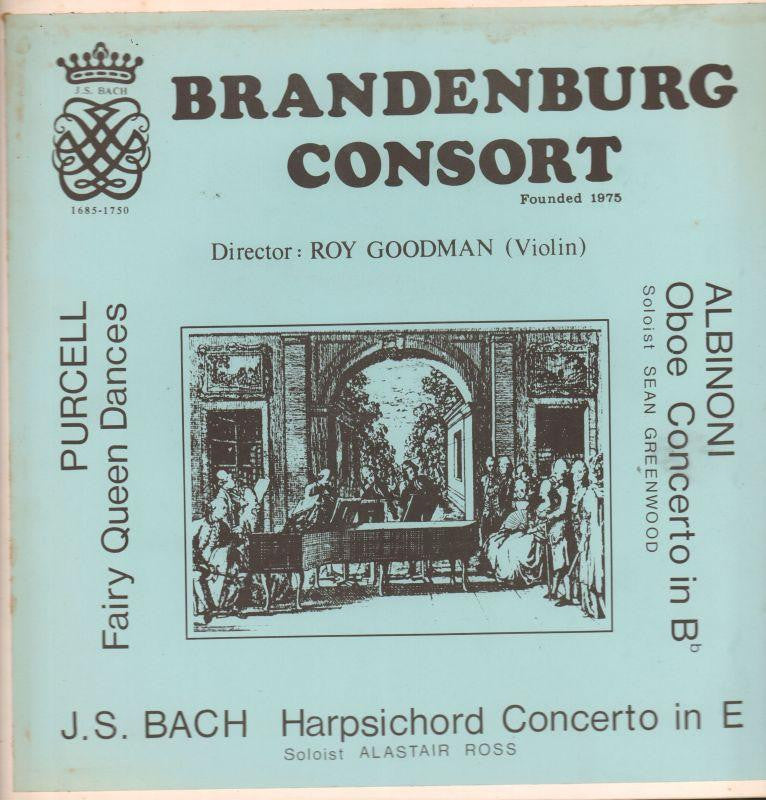 J.S. BACH
1685-1750
BRANDENBURG
CONSORT
Founded 1975
Director: ROY GOODMAN (Violin)
PURCELL
Fairy Queen Dances
ALBINONI
Oboe Concerto in Bb
Soloist SEAN GREENWOOD
J.S. BACH Harpsichord Concerto in E
Soloist ALASTAIR ROSS